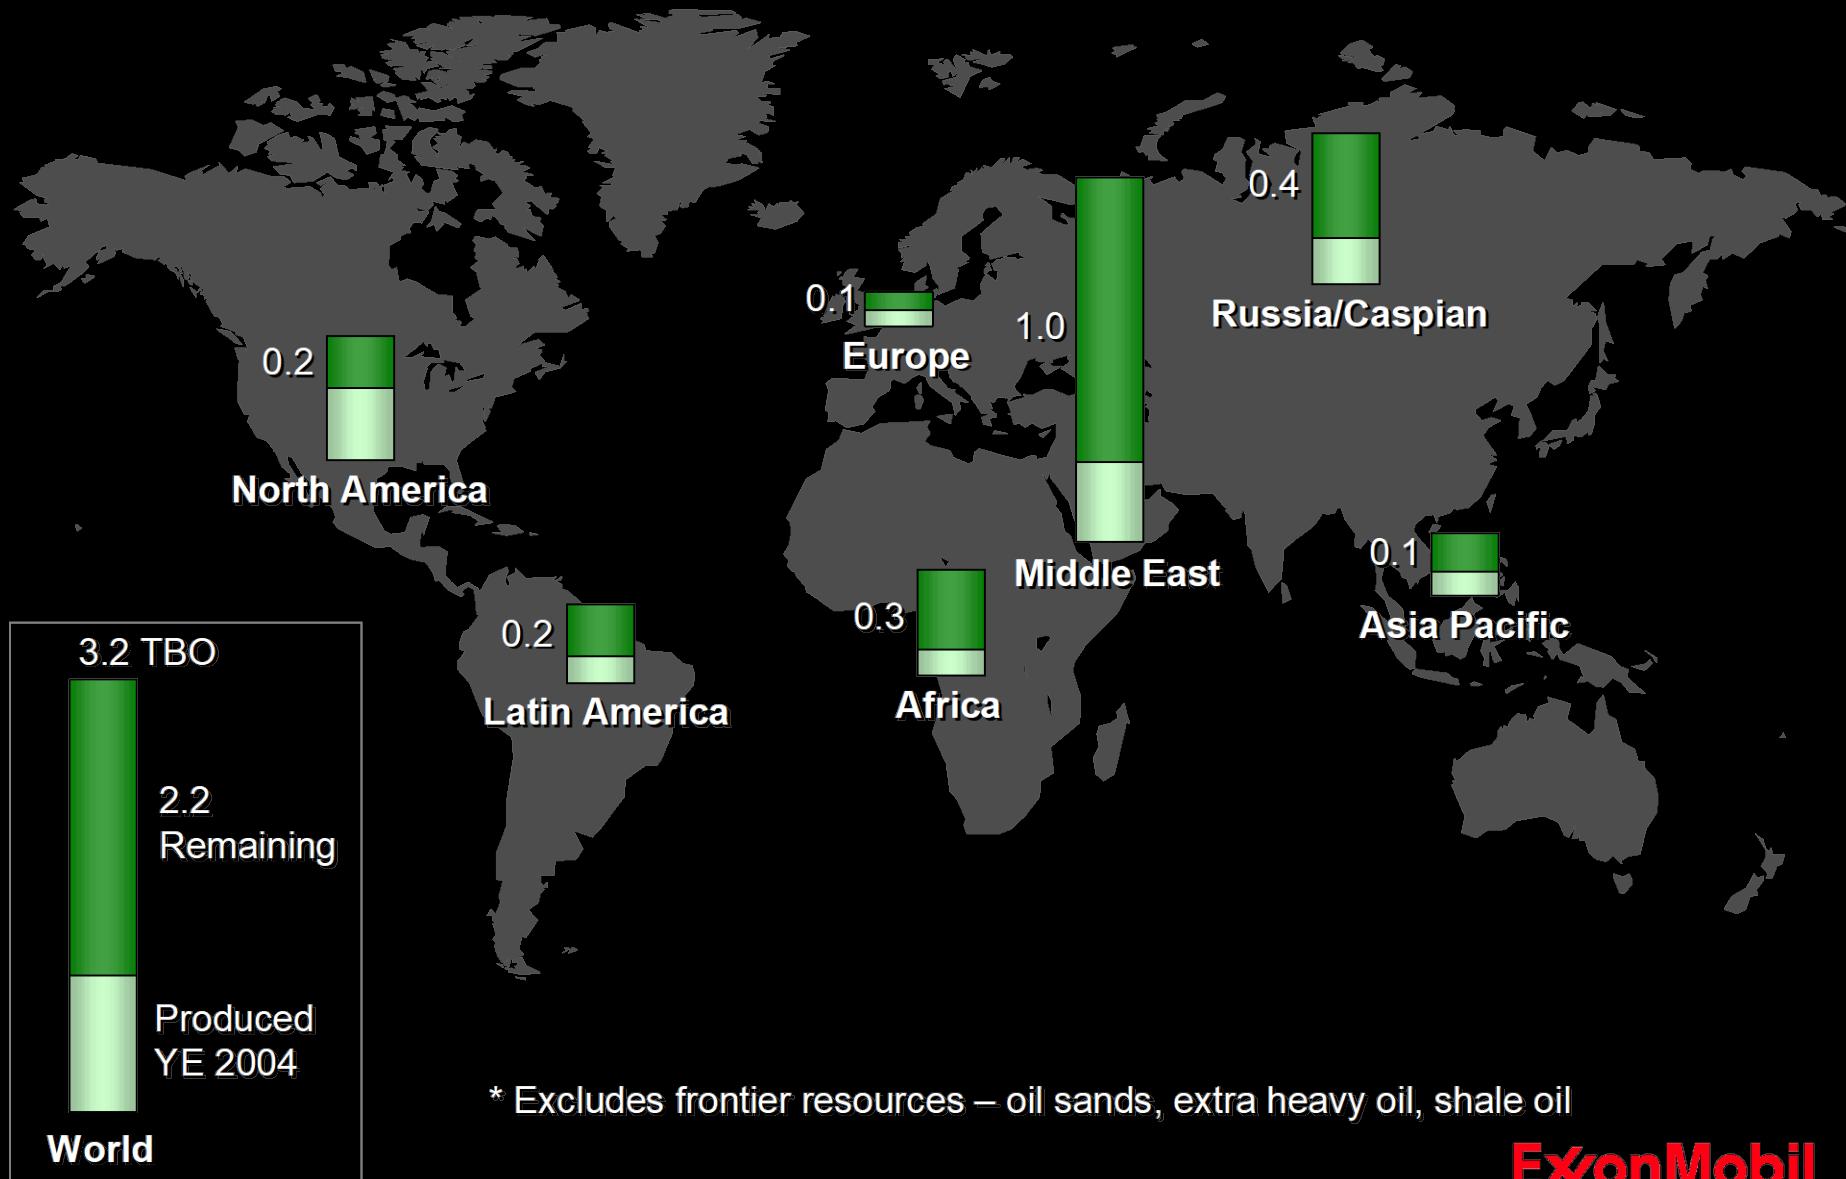 0.4
Russia/Caspian
0.1
Europe
1.0
Middle East
0.2
North America
0.1
Asia Pacific
0.3
Africa
0.2
Latin America
3.2 TBO
2.2
Remaining
Produced
YE 2004
World
* Excludes frontier resources – oil sands, extra heavy oil, shale oil
ExxonMobil